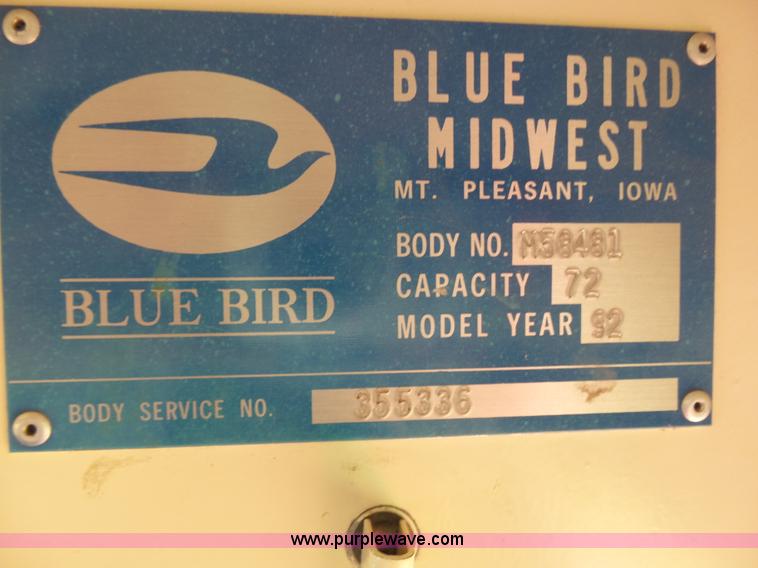 BLUE BIRD
MIDWEST
MT. PLEASANT, IOWA
BODY NO. M58481
CAPACITY 72
MODEL YEAR 92
BLUE BIRD
BODY SERVICE NO. 355336
www.purplewave.com